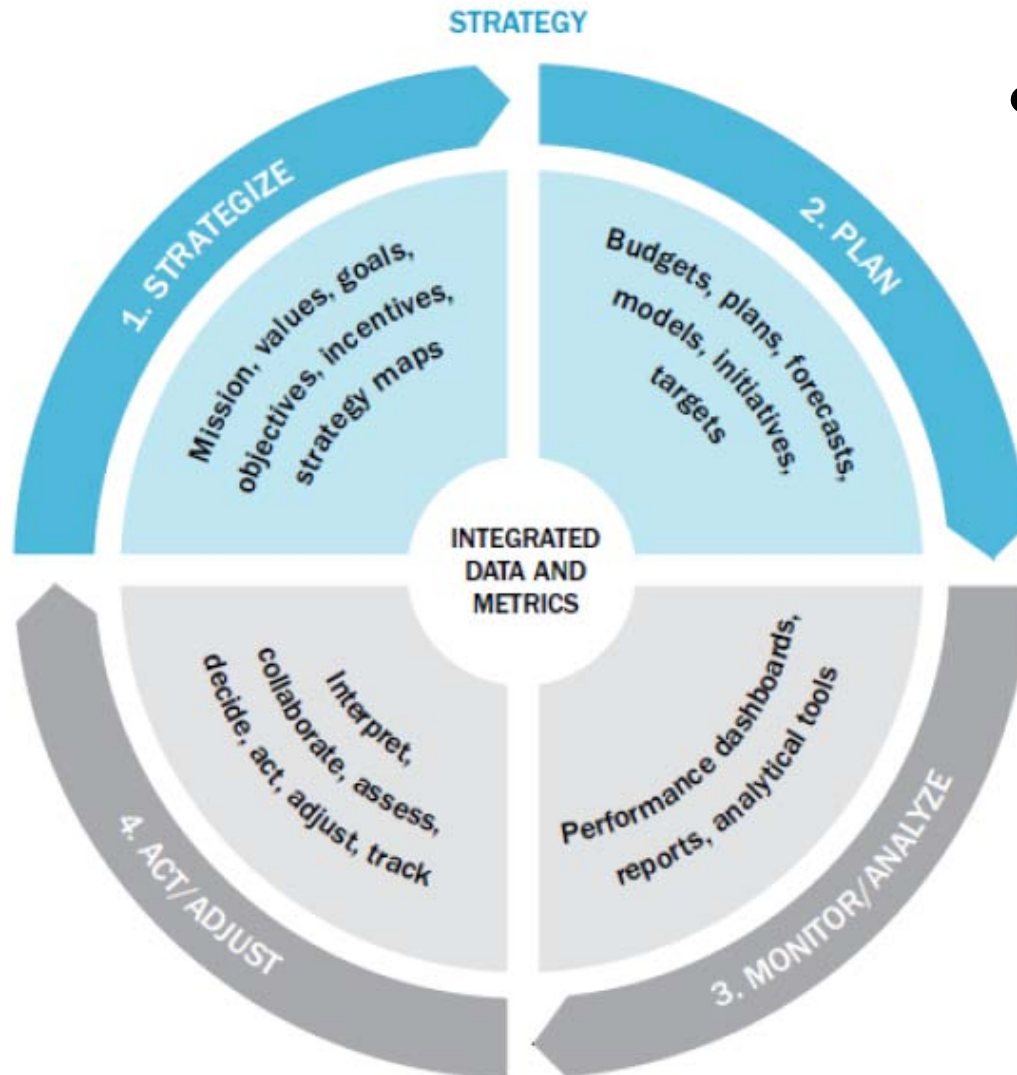 STRATEGY
1. STRATEGIZE
Mission, values, goals,
objectives, incentives,
strategy maps
2. PLAN
Budgets, plans, forecasts,
models, initiatives,
targets
INTEGRATED
DATA AND
METRICS
Performance dashboards,
reports, analytical tools
3. MONITOR/ANALYZE
Interpret,
collaborate, assess,
decide, act, adjust, track
4. ACT/ADJUST